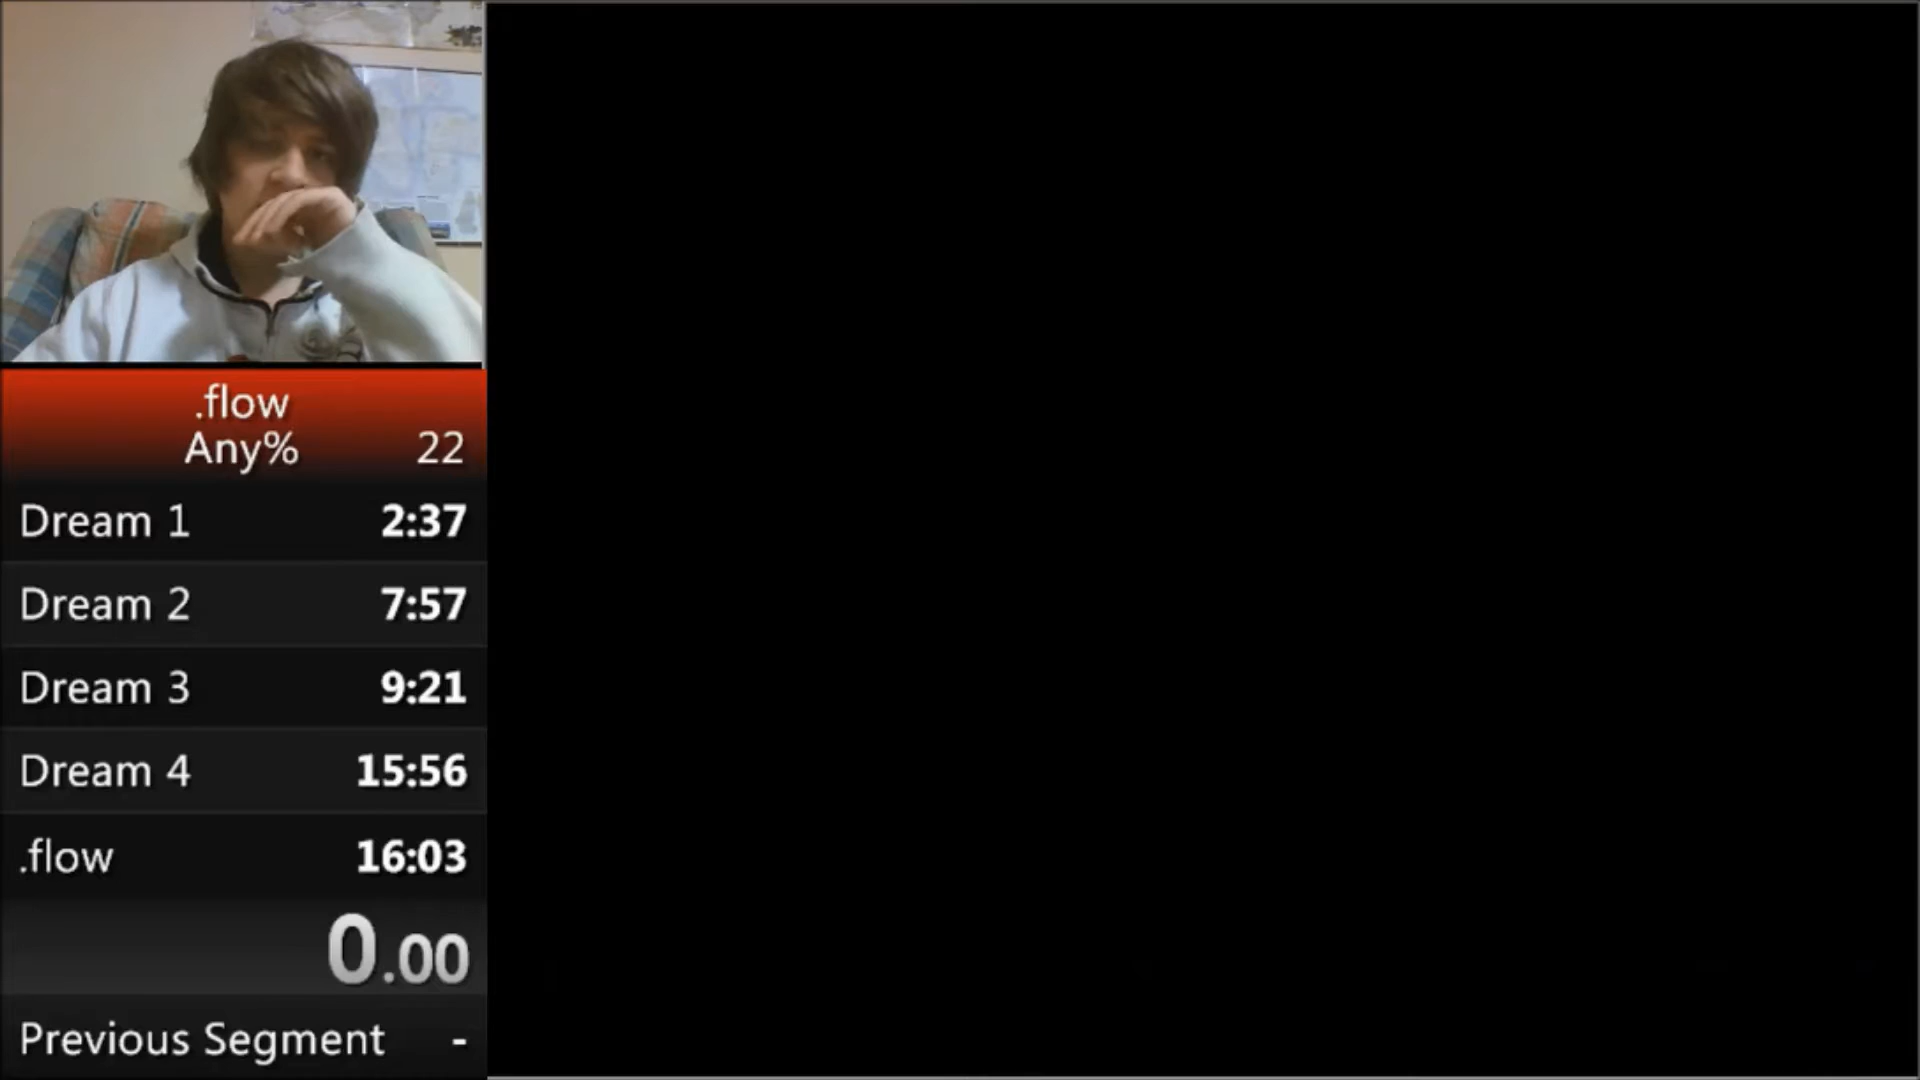 .flow
Any% 22
Dream 1 2:37
Dream 2 7:57
Dream 3 9:21
Dream 4 15:56
.flow 16:03
0.00
Previous Segment -